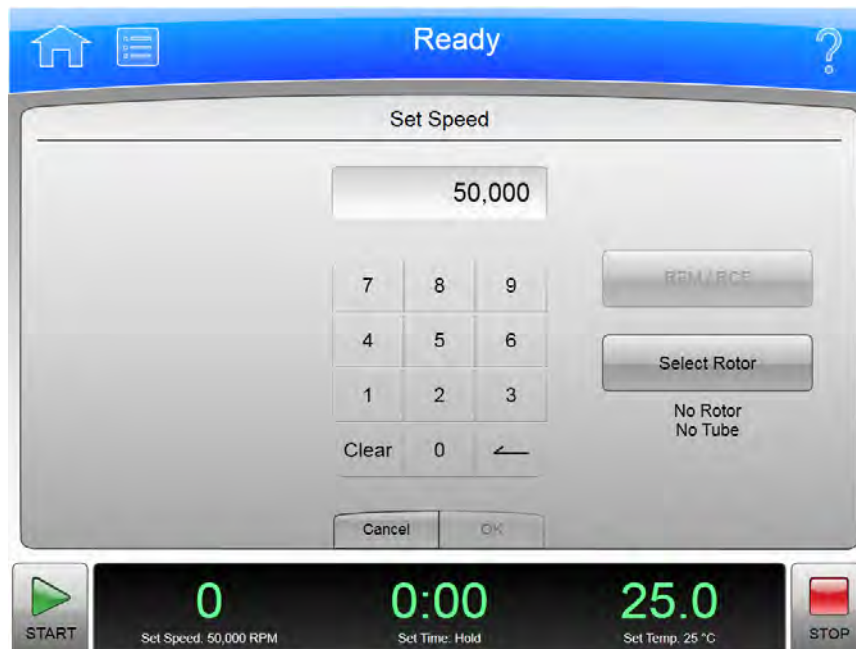 Ready
Set Speed
50,000
7 8 9
RPM / RCF
4 5 6
Select Rotor
1 2 3
No Rotor
No Tube
Clear 0
Cancel OK
START
0 0:00 25.0
Set Speed: 50,000 RPM Set Time: Hold Set Temp. 25 °C
STOP